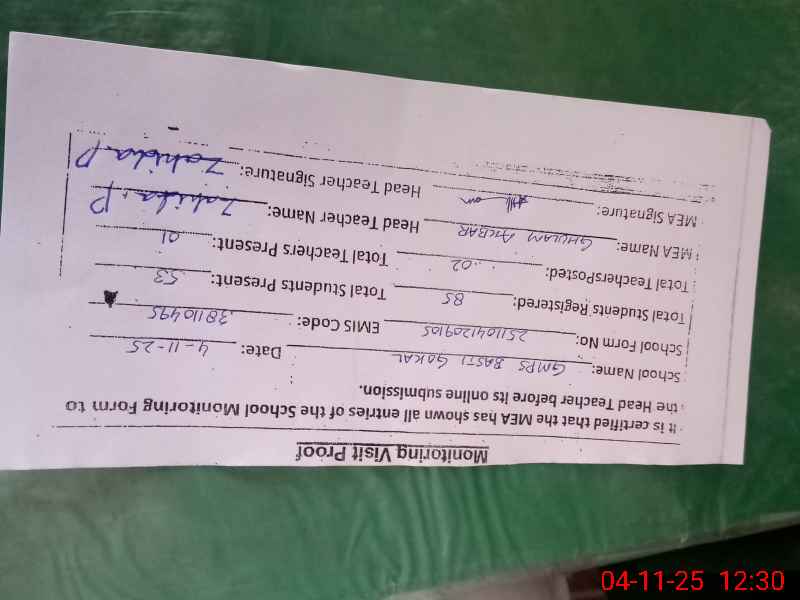 Monitoring Visit Proof
It is certified that the MEA has shown all entries of the School Monitoring Form to
the Head Teacher before its online submission.
School Name: GMPS BASTI GOKAL Date: 4-11-25
School Form No: 2511041209105 EMIS Code: 38110495
Total Students Registered: 85 Total Students Present: 53
Total TeachersPosted: 02 Total Teachers Present: 01
MEA Name: GHULAM AKBAR Head Teacher Name: Zahida P
MEA Signature: Head Teacher Signature: Zahida P
04-11-25 12:30